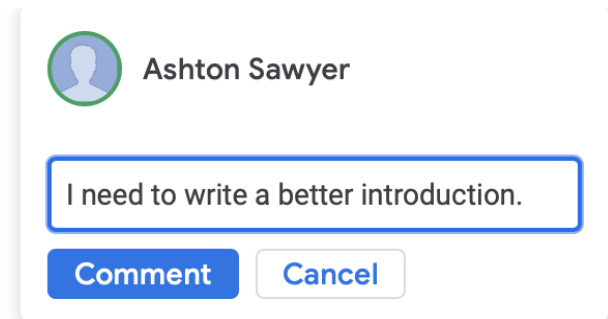 Ashton Sawyer
I need to write a better introduction.
Comment Cancel